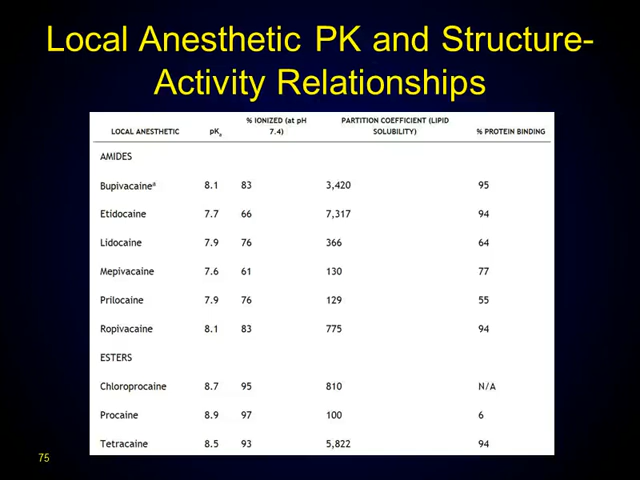 Local Anesthetic PK and Structure-
Activity Relationships
LOCAL ANESTHETIC pKa % IONIZED (at pH 7.4) PARTITION COEFFICIENT (LIPID SOLUBILITY) % PROTEIN BINDING
AMIDES
Bupivacaineª 8.1 83 3,420 95
Etidocaine 7.7 66 7,317 94
Lidocaine 7.9 76 366 64
Mepivacaine 7.6 61 130 77
Prilocaine 7.9 76 129 55
Ropivacaine 8.1 83 775 94
ESTERS
Chloroprocaine 8.7 95 810 N/A
Procaine 8.9 97 100 6
Tetracaine 8.5 93 5,822 94
75